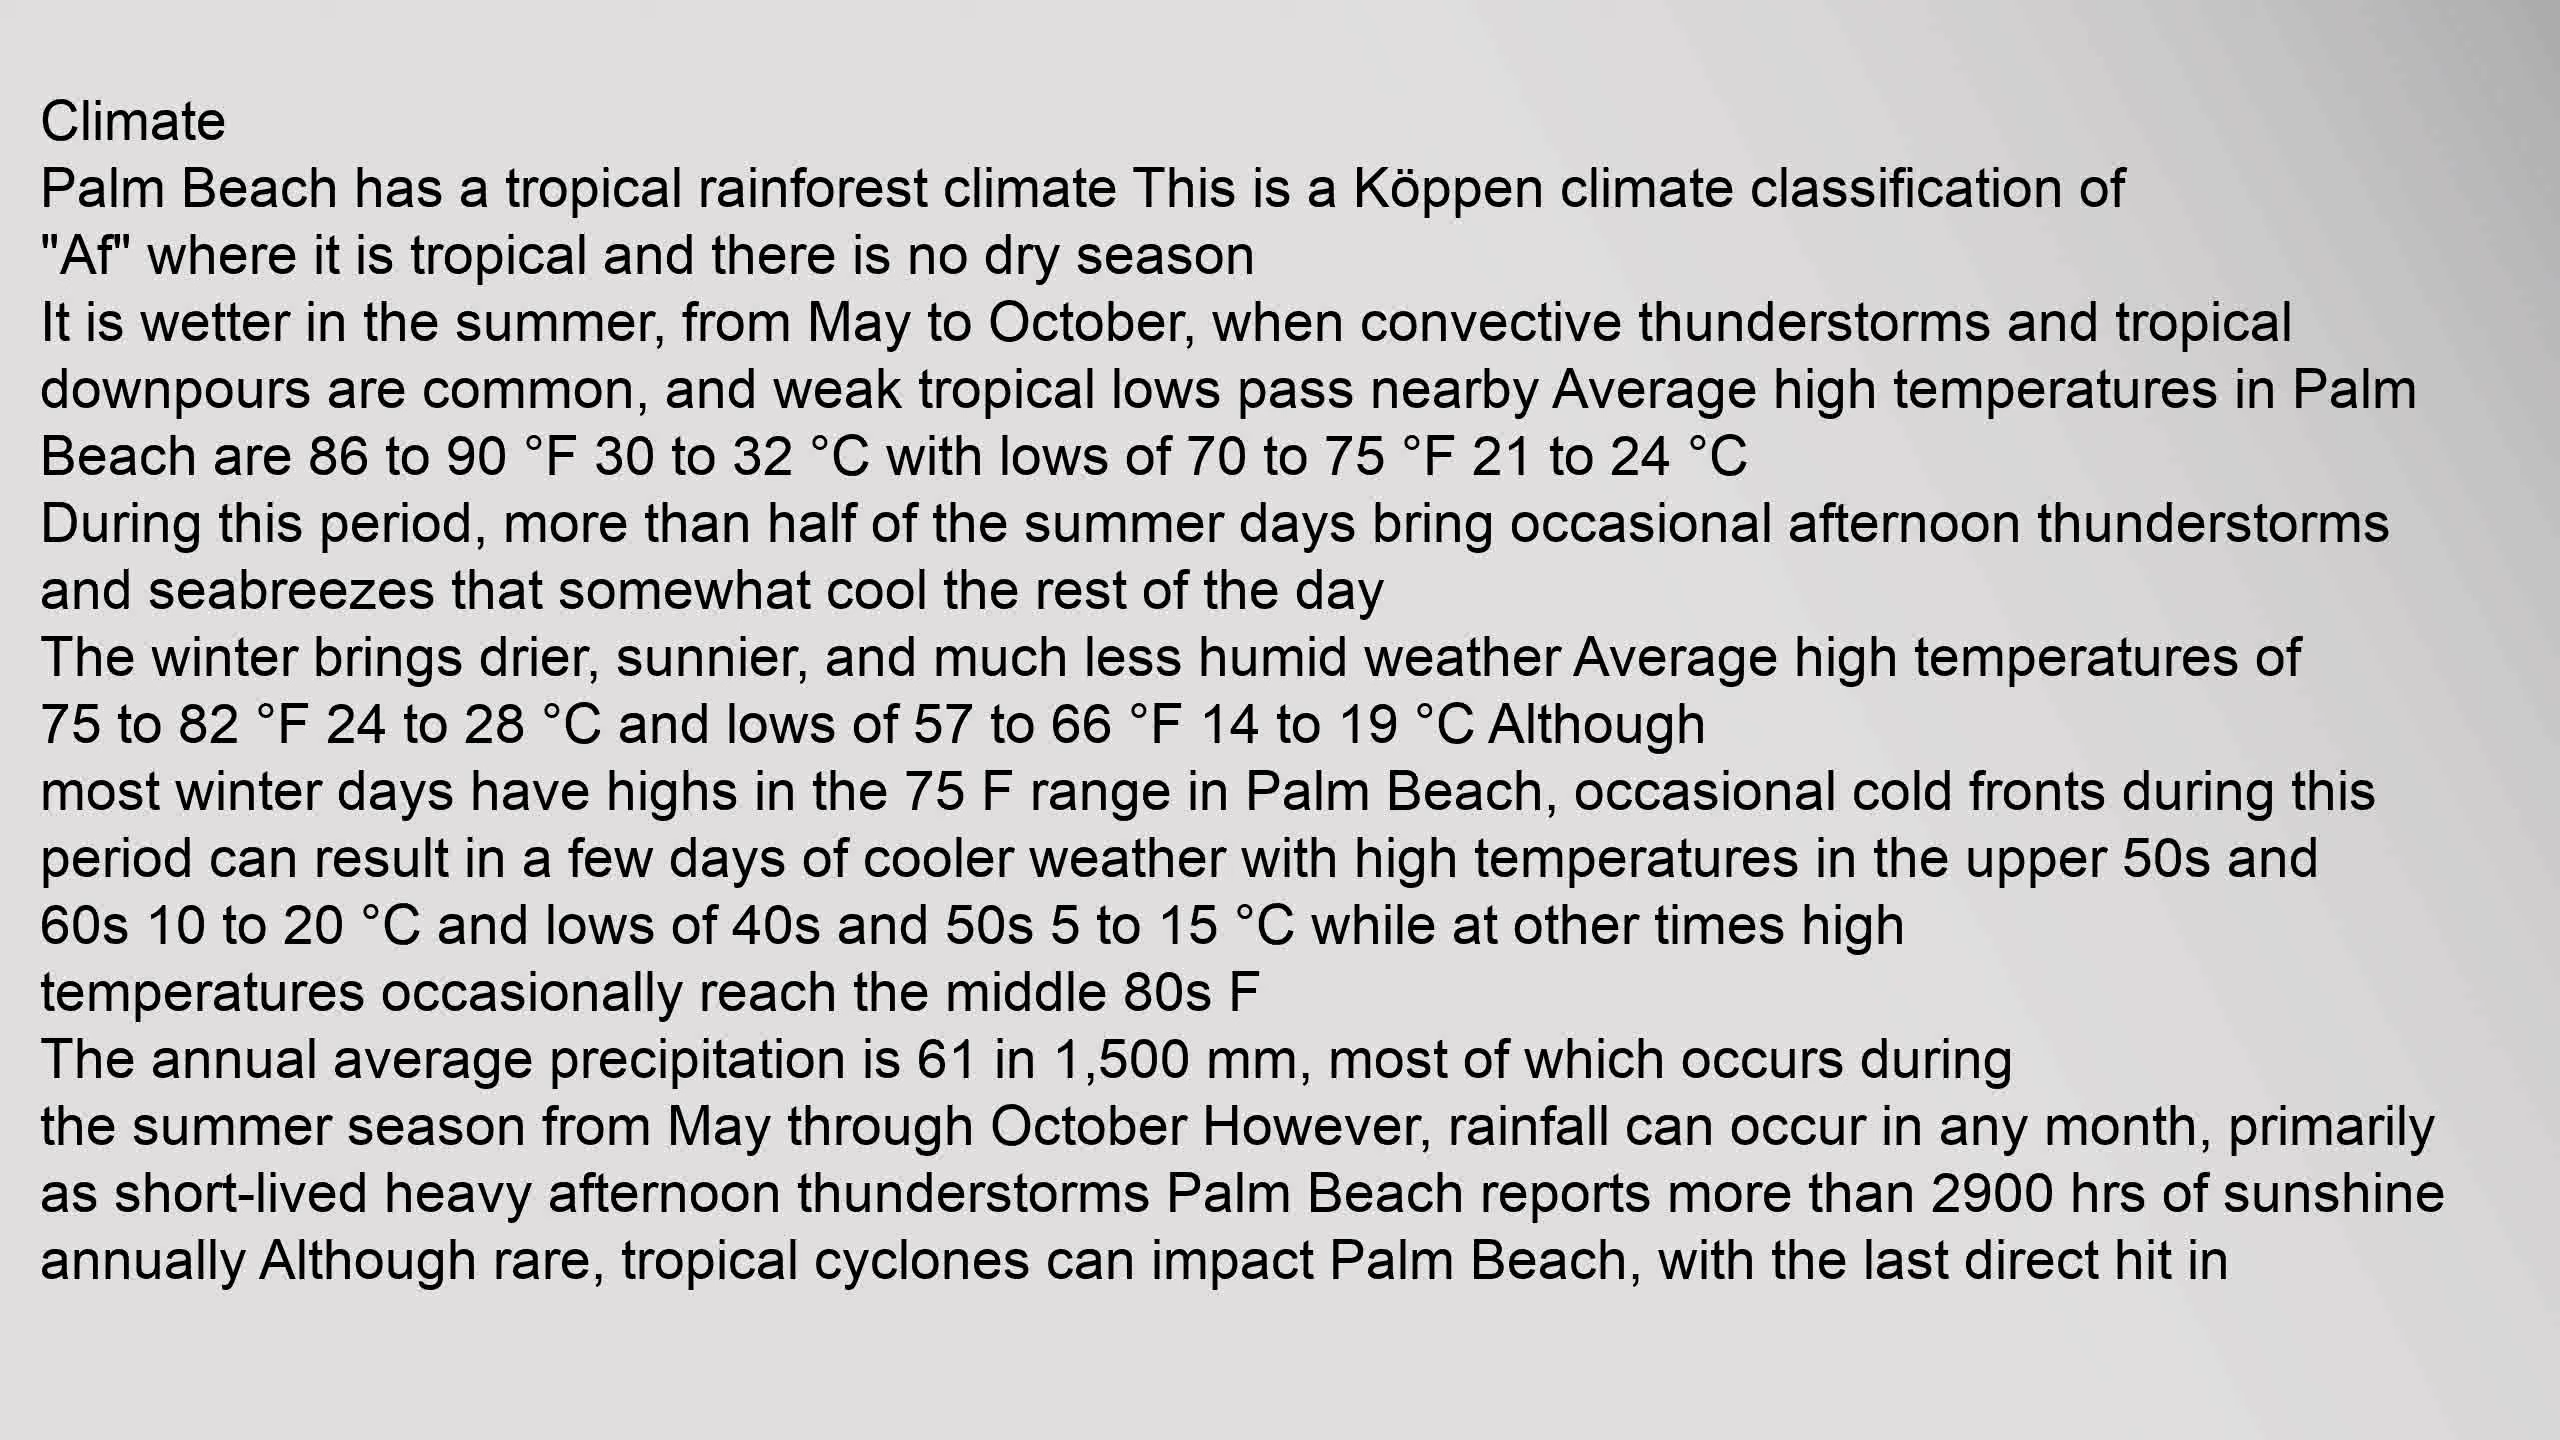 Climate
Palm Beach has a tropical rainforest climate This is a Köppen climate classification of
"Af" where it is tropical and there is no dry season
It is wetter in the summer, from May to October, when convective thunderstorms and tropical
downpours are common, and weak tropical lows pass nearby Average high temperatures in Palm
Beach are 86 to 90 °F 30 to 32 °C with lows of 70 to 75 °F 21 to 24 °C
During this period, more than half of the summer days bring occasional afternoon thunderstorms
and seabreezes that somewhat cool the rest of the day
The winter brings drier, sunnier, and much less humid weather Average high temperatures of
75 to 82 °F 24 to 28 °C and lows of 57 to 66 °F 14 to 19 °C Although
most winter days have highs in the 75 F range in Palm Beach, occasional cold fronts during this
period can result in a few days of cooler weather with high temperatures in the upper 50s and
60s 10 to 20 °C and lows of 40s and 50s 5 to 15 °C while at other times high
temperatures occasionally reach the middle 80s F
The annual average precipitation is 61 in 1,500 mm, most of which occurs during
the summer season from May through October However, rainfall can occur in any month, primarily
as short-lived heavy afternoon thunderstorms Palm Beach reports more than 2900 hrs of sunshine
annually Although rare, tropical cyclones can impact Palm Beach, with the last direct hit in